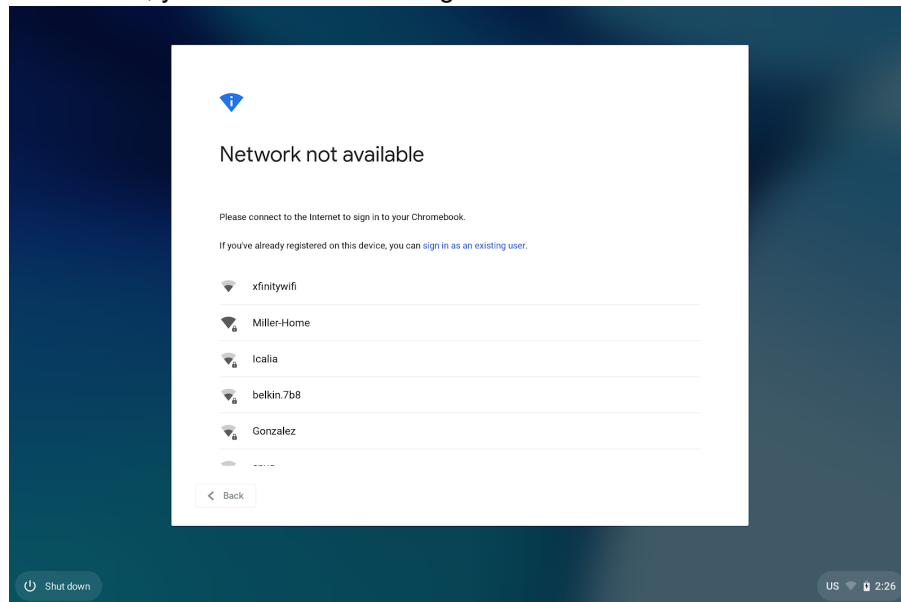 Network not available
Please connect to the Internet to sign in to your Chromebook.
If you've already registered on this device, you can sign in as an existing user.
xfinitywifi
Miller-Home
Icalia
belkin.7b8
Gonzalez
Back
Shut down
US 2:26